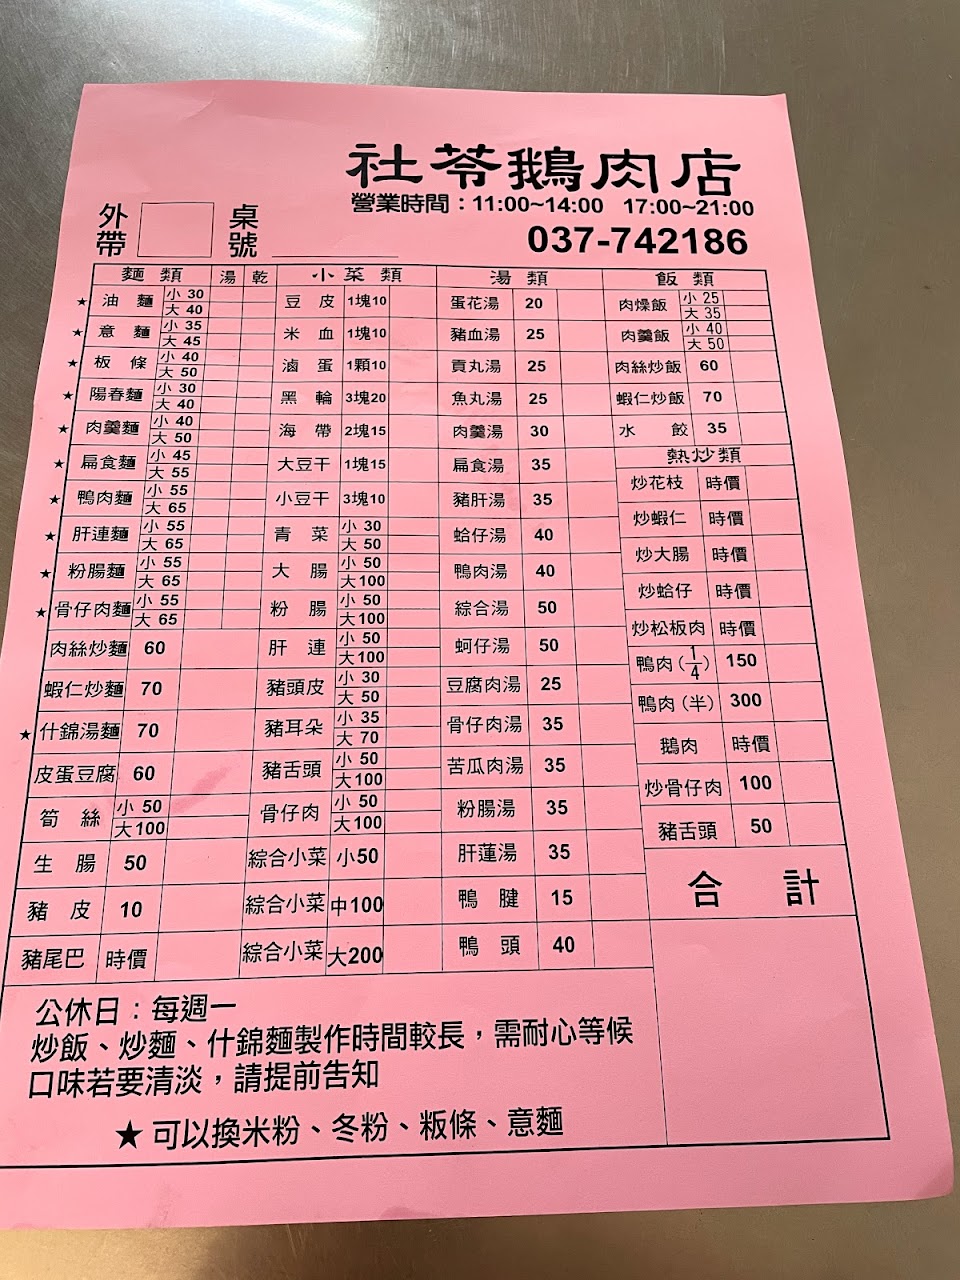 社苓鵝肉店
營業時間：11:00~14:00 17:00~21:00
037-742186
外帶 桌號
麵類 湯 乾 小菜類 湯類 飯類
★ 油麵 小 30 大 40 豆皮 1塊10 蛋花湯 20 肉燥飯 小 25 大 35
★ 意麵 小 35 大 45 米血 1塊10 豬血湯 25 肉羹飯 小 40 大 50
★ 板條 小 40 大 50 滷蛋 1顆10 貢丸湯 25 肉絲炒飯 60
★ 陽春麵 小 30 大 40 黑輪 3塊20 魚丸湯 25 蝦仁炒飯 70
★ 肉羹麵 小 40 大 50 海帶 2塊15 肉羹湯 30 水餃 35
★ 扁食麵 小 45 大 55 大豆干 1塊15 扁食湯 35 熱炒類
★ 鴨肉麵 小 55 大 65 小豆干 3塊10 豬肝湯 35 炒花枝 時價
★ 肝連麵 小 55 大 65 青菜 小 30 大 50 蛤仔湯 40 炒蝦仁 時價
★ 粉腸麵 小 55 大 65 大腸 小 50 大100 鴨肉湯 40 炒大腸 時價
★ 骨仔肉麵 小 55 大 65 粉腸 小 50 大100 綜合湯 50 炒蛤仔 時價
肉絲炒麵 60 肝連 小 50 大100 蚵仔湯 50 炒松板肉 時價
蝦仁炒麵 70 豬頭皮 小 30 大 50 豆腐肉湯 25 鴨肉(1/4) 150
★ 什錦湯麵 70 豬耳朵 小 35 大 70 骨仔肉湯 35 鴨肉(半) 300
皮蛋豆腐 60 豬舌頭 小 50 大100 苦瓜肉湯 35 鵝肉 時價
筍絲 小 50 大100 骨仔肉 小 50 大100 粉腸湯 35 炒骨仔肉 100
生腸 50 綜合小菜 小50 肝蓮湯 35 豬舌頭 50
豬皮 10 綜合小菜 中100 鴨腱 15 合計
豬尾巴 時價 綜合小菜 大200 鴨頭 40
公休日：每週一
炒飯、炒麵、什錦麵製作時間較長，需耐心等候
口味若要清淡，請提前告知
★ 可以換米粉、冬粉、粄條、意麵